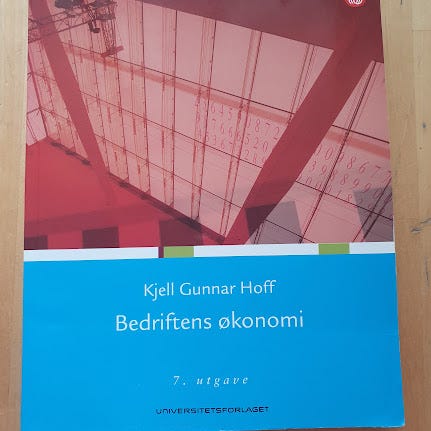 Kjell Gunnar Hoff
Bedriftens økonomi
7. utgave
UNIVERSITETSFORLAGET